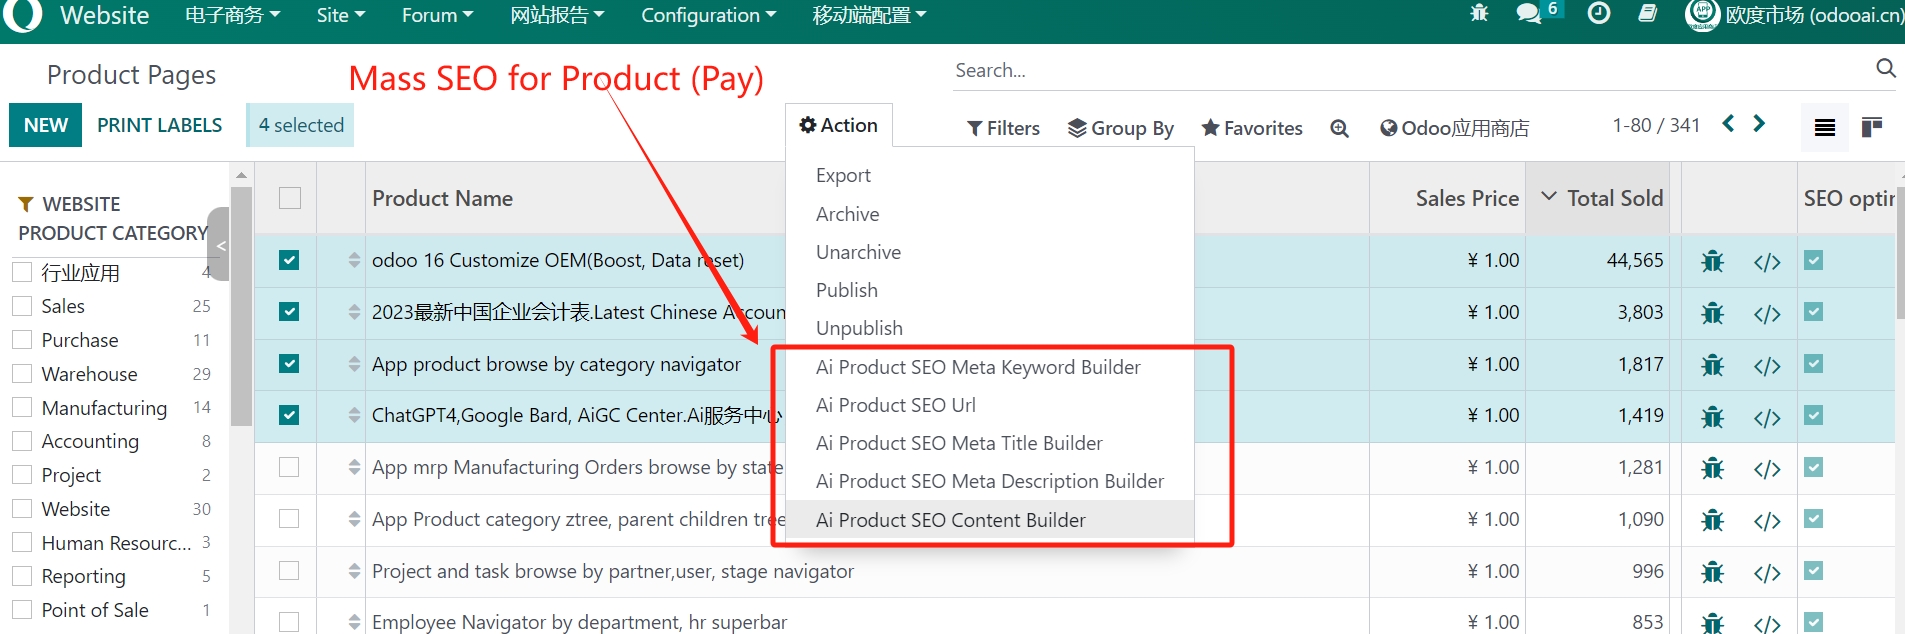 Website 电子商务 Site Forum 网站报告 Configuration 移动端配置 6 欧度市场 (odooai.cn)
Product Pages Mass SEO for Product (Pay) Search...
NEW PRINT LABELS 4 selected Action Filters Group By Favorites Odoo应用商店 1-80 / 341
Export
Archive
Unarchive
Publish
Unpublish
Ai Product SEO Meta Keyword Builder
Ai Product SEO Url
Ai Product SEO Meta Title Builder
Ai Product SEO Meta Description Builder
Ai Product SEO Content Builder
WEBSITE
PRODUCT CATEGORY
<
行业应用 4
Sales 25
Purchase 11
Warehouse 29
Manufacturing 14
Accounting 8
Project 2
Website 30
Human Resourc... 3
Reporting 5
Point of Sale 1
Product Name Sales Price Total Sold SEO optin
odoo 16 Customize OEM(Boost, Data reset) ¥ 1.00 44,565 </>
2023最新中国企业会计表.Latest Chinese Accoun ¥ 1.00 3,803 </>
App product browse by category navigator ¥ 1.00 1,817 </>
ChatGPT4,Google Bard, AiGC Center.Ai服务中心 ¥ 1.00 1,419 </>
App mrp Manufacturing Orders browse by state ¥ 1.00 1,281 </>
App Product category ztree, parent children tree ¥ 1.00 1,090 </>
Project and task browse by partner,user, stage navigator ¥ 1.00 996 </>
Employee Navigator by department, hr superbar ¥ 1.00 853 </>